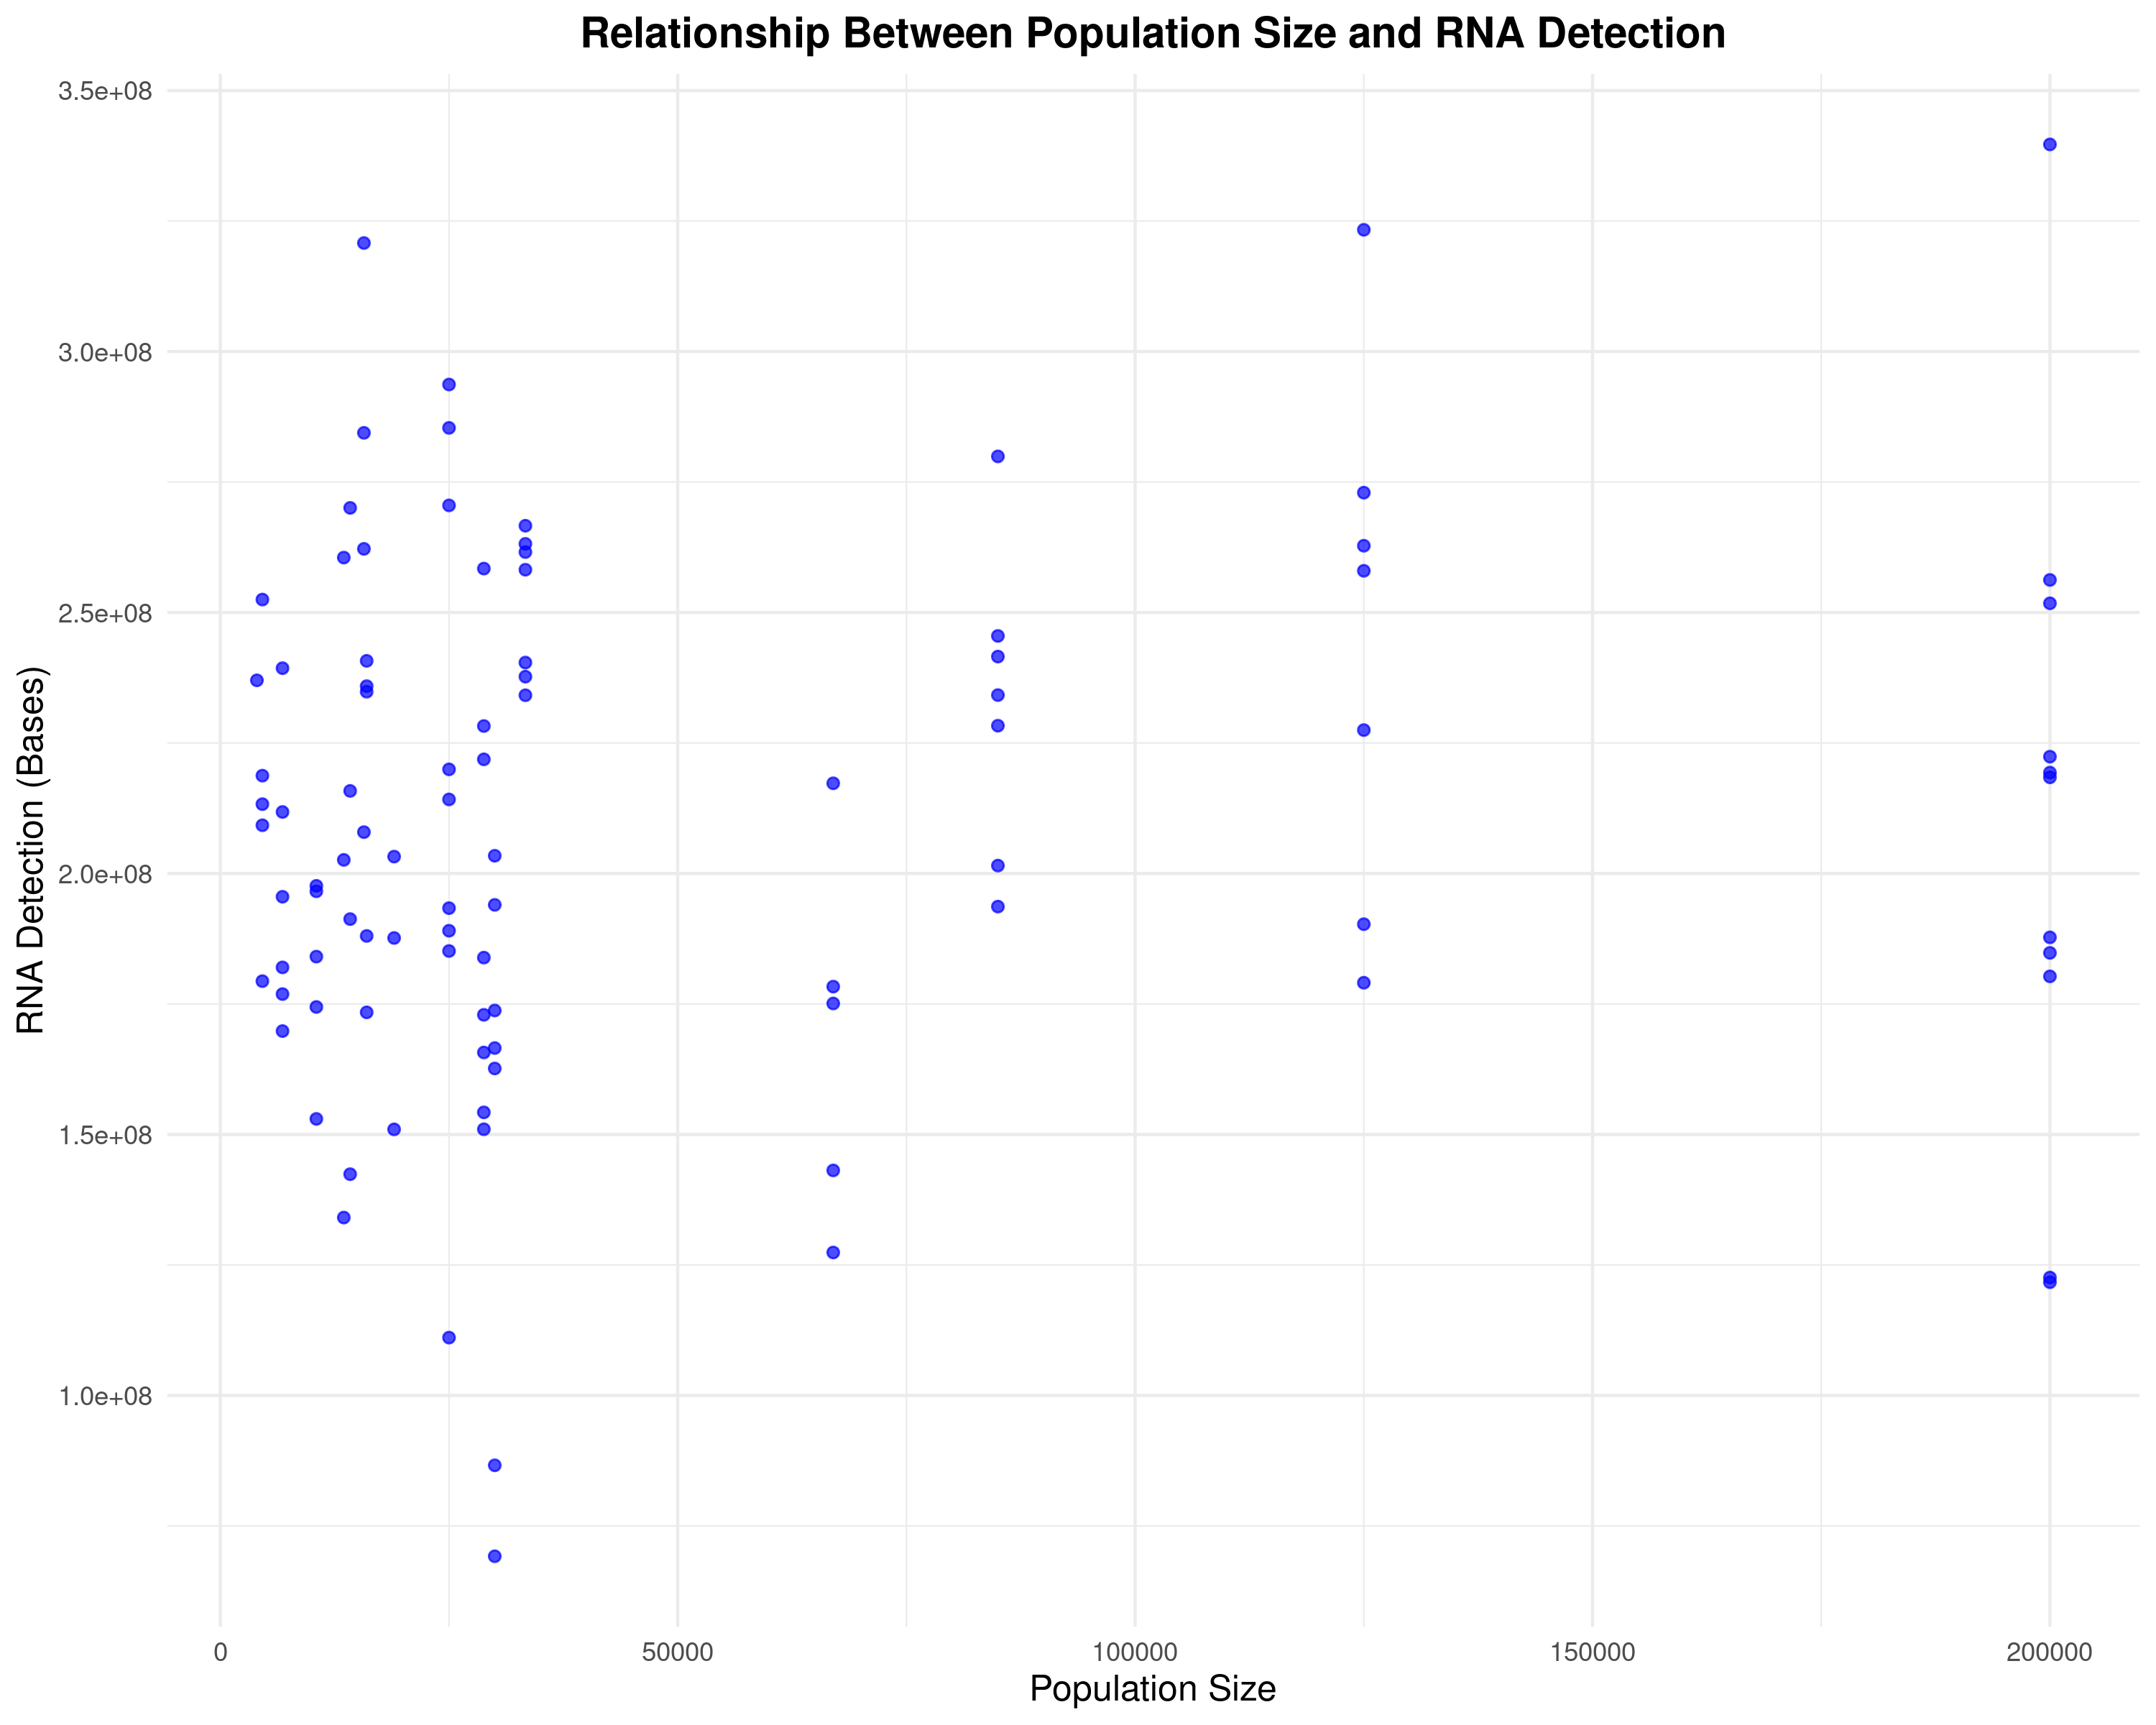 Relationship Between Population Size and RNA Detection
RNA Detection (Bases)
3.5e+08
3.0e+08
2.5e+08
2.0e+08
1.5e+08
1.0e+08
0 50000 100000 150000 200000
Population Size